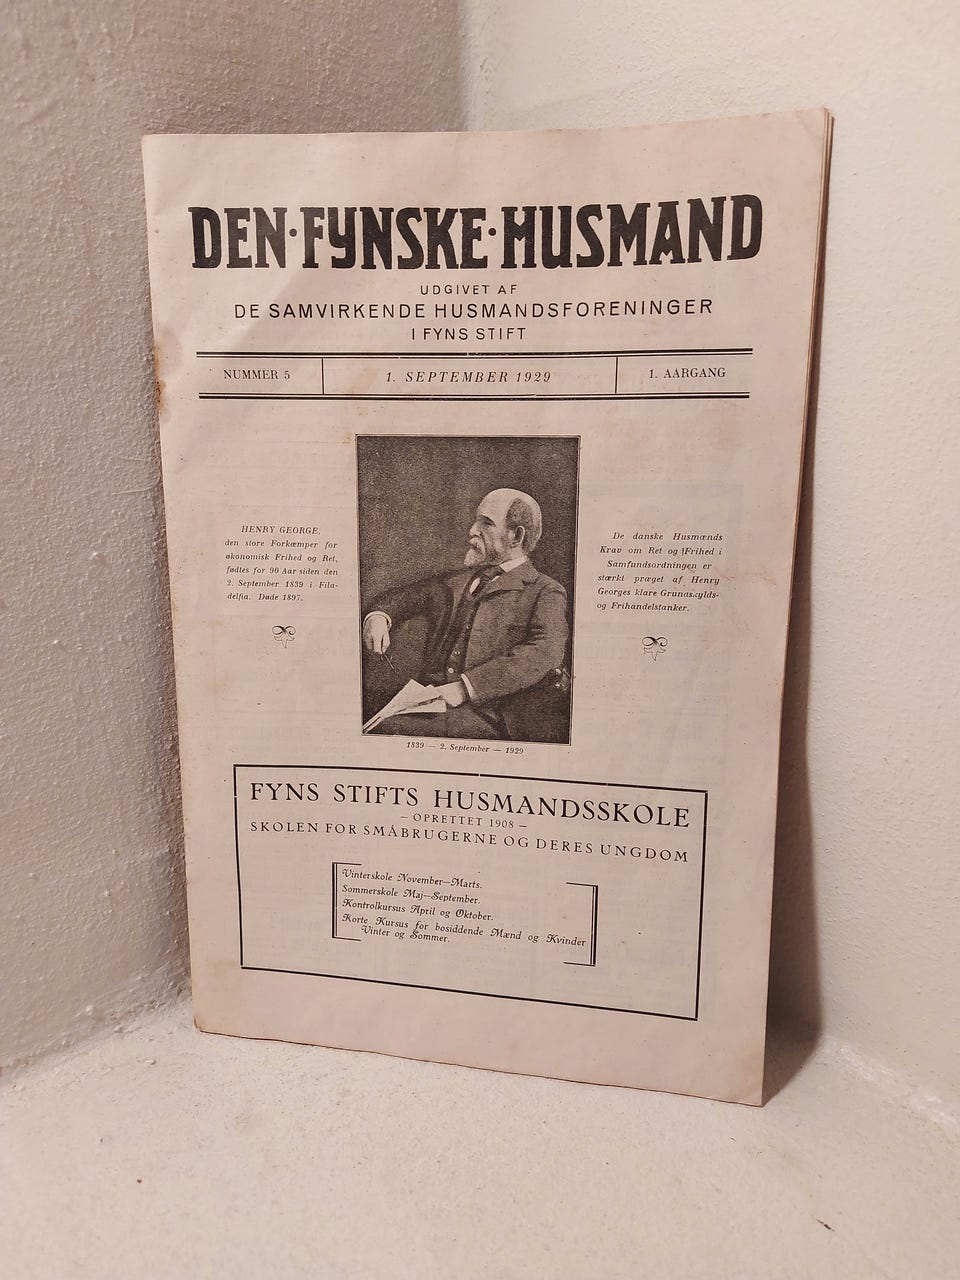 DEN·FYNSKE·HUSMAND
UDGIVET AF
DE SAMVIRKENDE HUSMANDSFORENINGER
I FYNS STIFT
NUMMER 5
1. SEPTEMBER 1929
1. AARGANG
HENRY GEORGE,
den store Forkæmper for
økonomisk Frihed og Ret,
fødtes for 90 Aar siden den
2. September 1839 i Fila-
delfia. Døde 1897.
De danske Husmænds
Krav om Ret og Frihed i
Samfundsordningen er
stærkt præget af Henry
Georges klare Grundskylds-
og Frihandelstanker.
1839 — 2. September — 1929
FYNS STIFTS HUSMANDSSKOLE
– OPRETTET 1908 –
SKOLEN FOR SMÅBRUGERNE OG DERES UNGDOM
Vinterskole November—Marts.
Sommerskole Maj—September.
Kontrolkursus April og Oktober.
Korte Kursus for bosiddende Mænd og Kvinder
Vinter og Sommer.